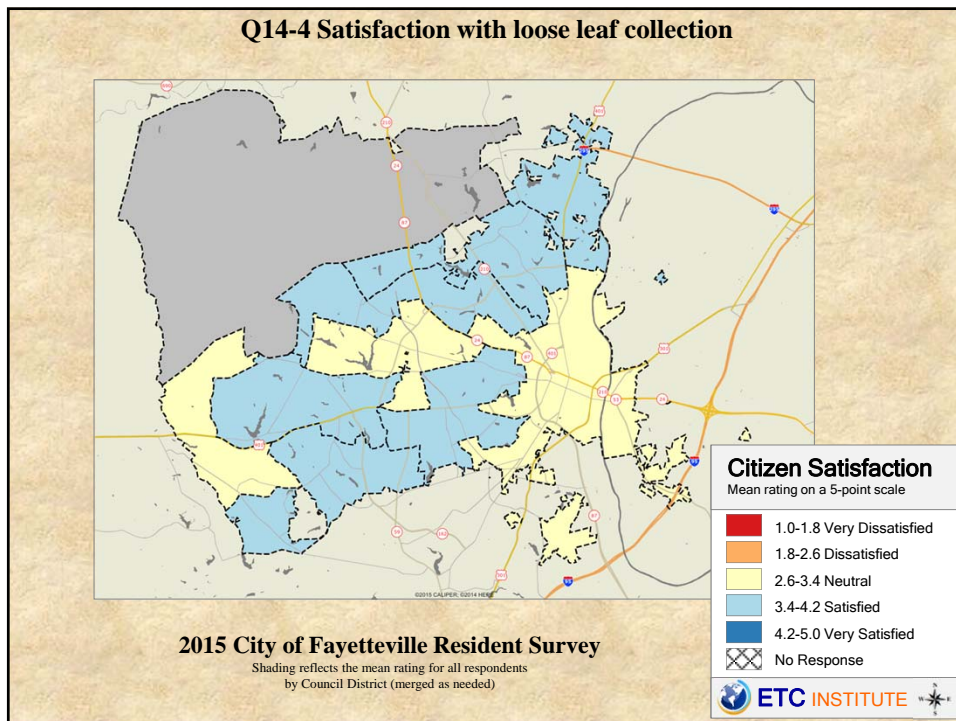 Q14-4 Satisfaction with loose leaf collection
©2015 CALIPER; ©2014 HERE
Citizen Satisfaction
Mean rating on a 5-point scale
1.0-1.8 Very Dissatisfied
1.8-2.6 Dissatisfied
2.6-3.4 Neutral
3.4-4.2 Satisfied
4.2-5.0 Very Satisfied
No Response
2015 City of Fayetteville Resident Survey
Shading reflects the mean rating for all respondents
by Council District (merged as needed)
ETC INSTITUTE